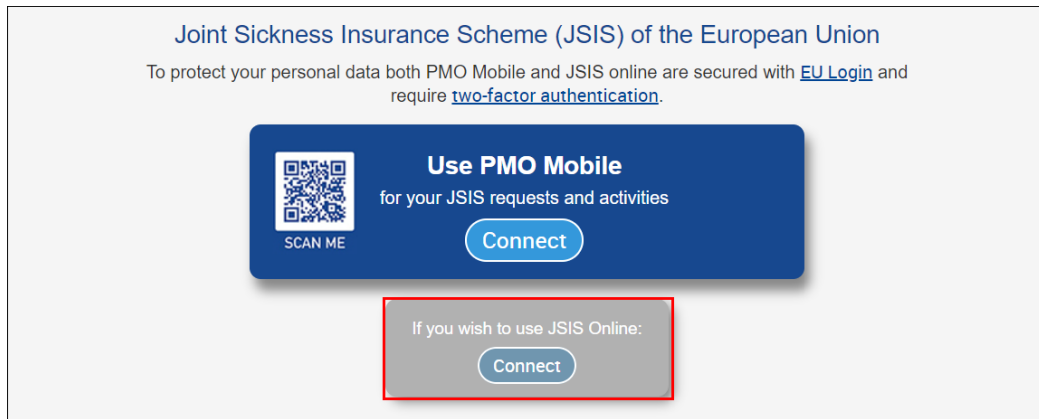 Joint Sickness Insurance Scheme (JSIS) of the European Union
To protect your personal data both PMO Mobile and JSIS online are secured with EU Login and
require two-factor authentication.
Use PMO Mobile
for your JSIS requests and activities
SCAN ME
Connect
If you wish to use JSIS Online:
Connect